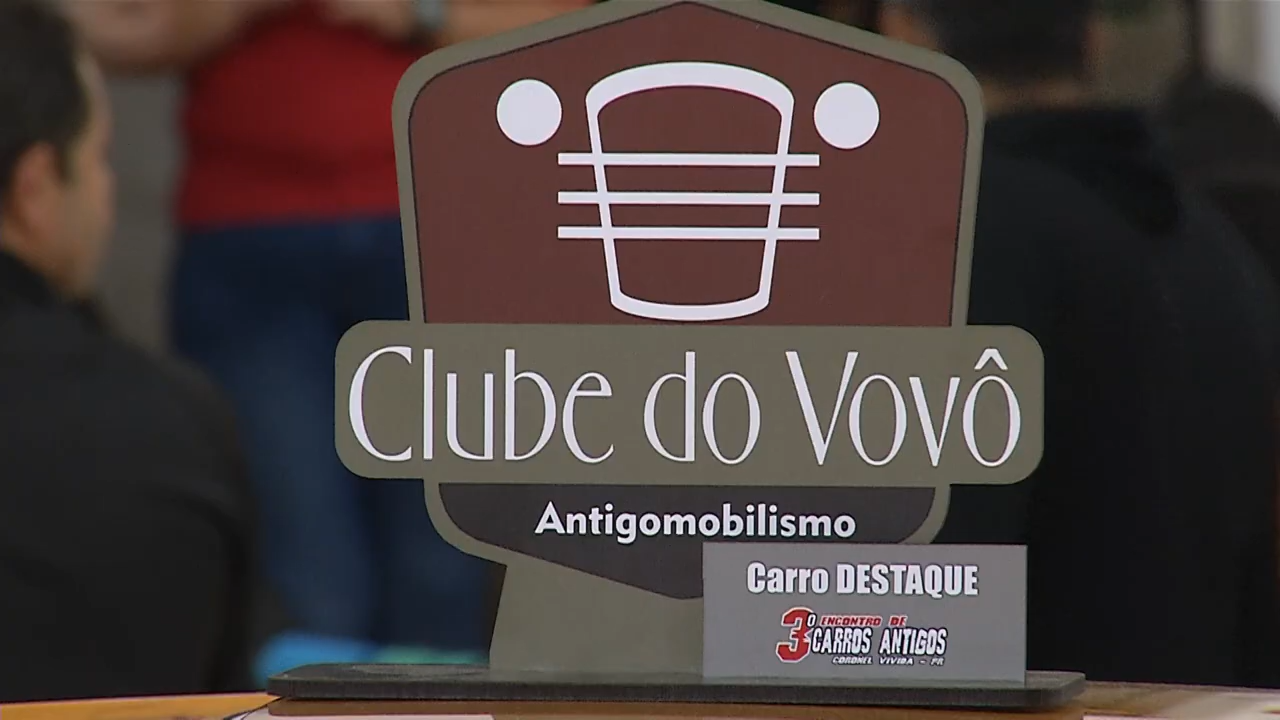 Clube do Vovô
Antigomobilismo
Carro DESTAQUE
3º ENCONTRO DE
CARROS ANTIGOS
CORONEL VIVIDA - PR